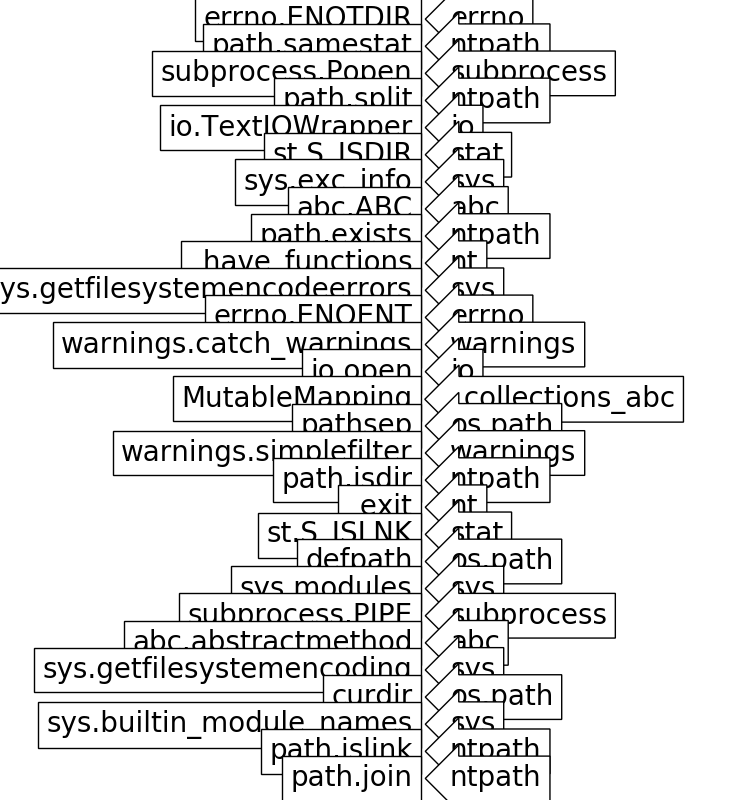 errno.ENOTDIR errno
path.samestat ntpath
subprocess.Popen subprocess
path.split ntpath
io.TextIOWrapper io
st.S_ISDIR stat
sys.exc_info sys
abc.ABC abc
path.exists ntpath
_have_functions nt
ys.getfilesystemencodeerrors sys
errno.ENOENT errno
warnings.catch_warnings warnings
io.open io
MutableMapping collections_abc
pathsep os.path
warnings.simplefilter warnings
path.isdir ntpath
_exit nt
st.S_ISLNK stat
defpath os.path
sys.modules sys
subprocess.PIPE subprocess
abc.abstractmethod abc
sys.getfilesystemencoding sys
curdir os.path
sys.builtin_module_names sys
path.islink ntpath
path.join ntpath